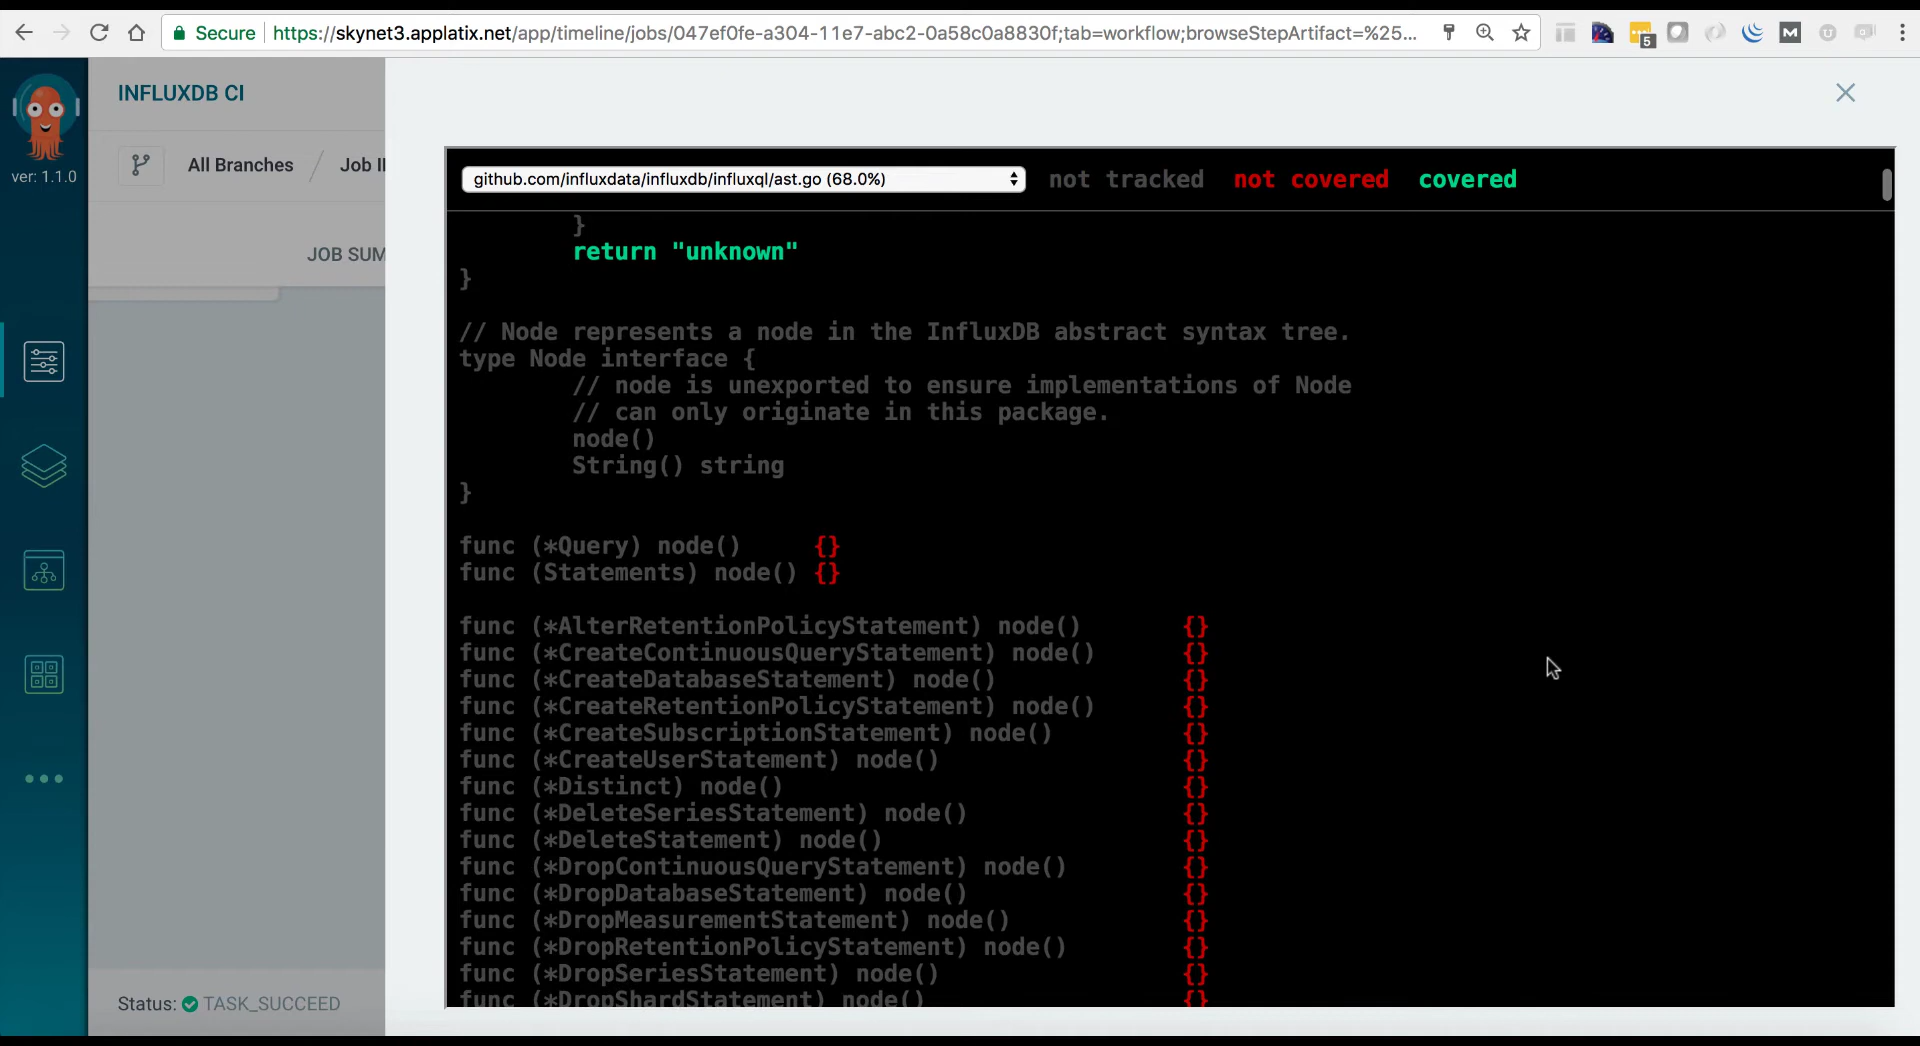 Secure https://skynet3.applatix.net/app/timeline/jobs/047ef0fe-a304-11e7-abc2-0a58c0a8830f;tab=workflow;browseStepArtifact=%25...
5
M
U
ver: 1.1.0
INFLUXDB CI
All Branches / Job
JOB SUM
Status: TASK_SUCCEED
github.com/influxdata/influxdb/influxql/ast.go (68.0%) not tracked not covered covered
}
return "unknown"
}
// Node represents a node in the InfluxDB abstract syntax tree.
type Node interface {
// node is unexported to ensure implementations of Node
// can only originate in this package.
node()
String() string
}
func (*Query) node() {}
func (Statements) node() {}
func (*AlterRetentionPolicyStatement) node() {}
func (*CreateContinuousQueryStatement) node() {}
func (*CreateDatabaseStatement) node() {}
func (*CreateRetentionPolicyStatement) node() {}
func (*CreateSubscriptionStatement) node() {}
func (*CreateUserStatement) node() {}
func (*Distinct) node() {}
func (*DeleteSeriesStatement) node() {}
func (*DeleteStatement) node() {}
func (*DropContinuousQueryStatement) node() {}
func (*DropDatabaseStatement) node() {}
func (*DropMeasurementStatement) node() {}
func (*DropRetentionPolicyStatement) node() {}
func (*DropSeriesStatement) node() {}
func (*DropShardStatement) node() {}